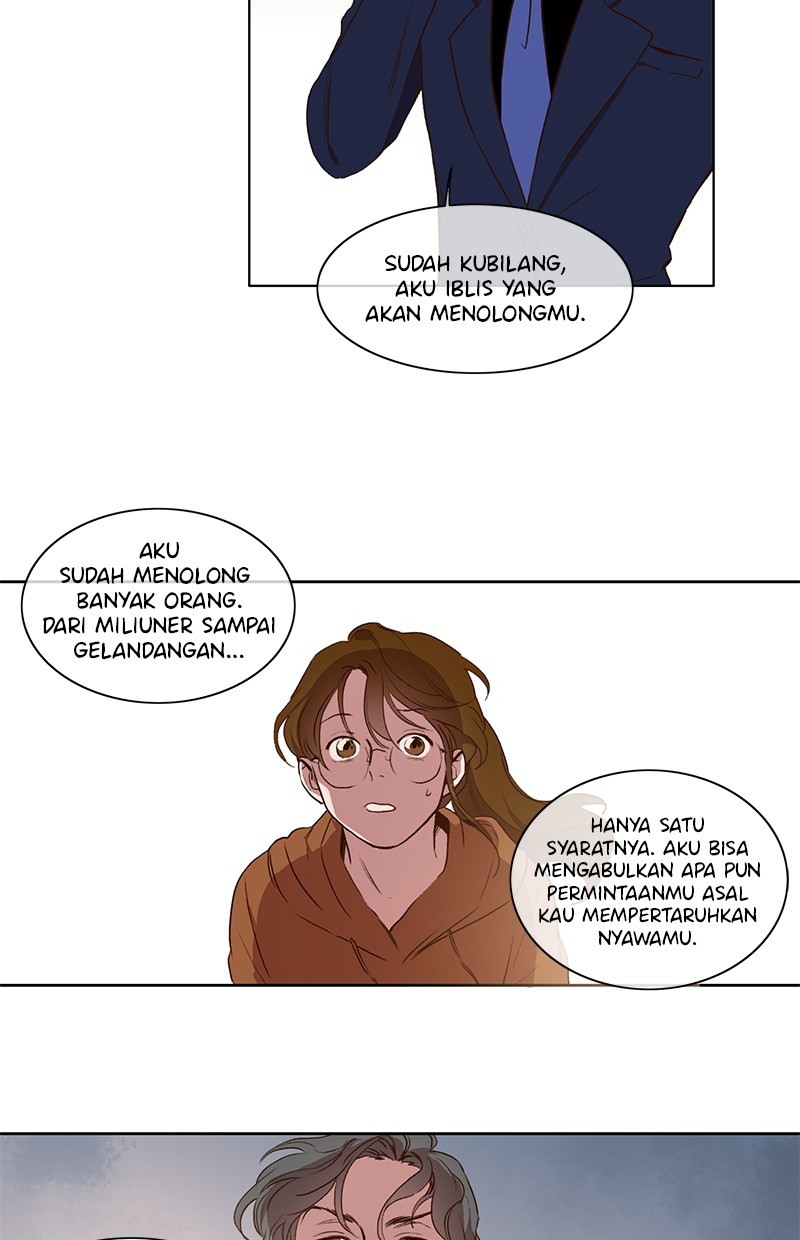 SUDAH KUBILANG,
AKU IBLIS YANG
AKAN MENOLONGMU.
AKU
SUDAH MENOLONG
BANYAK ORANG.
DARI MILIUNER SAMPAI
GELANDANGAN...
HANYA SATU
SYARATNYA. AKU BISA
MENGABULKAN APA PUN
PERMINTAANMU ASAL
KAU MEMPERTARUHKAN
NYAWAMU.